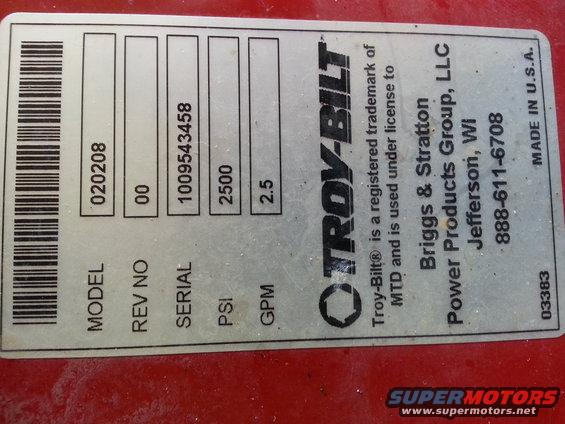 MODEL 020208
REV NO 00
SERIAL 1009543458
PSI 2500
GPM 2.5
TROY-BILT
Troy-Bilt® is a registered trademark of
MTD and is used under license to
Briggs & Stratton
Power Products Group, LLC
Jefferson, WI
888-611-6708
03383 MADE IN U.S.A.
SUPERMOTORS
www.supermotors.net